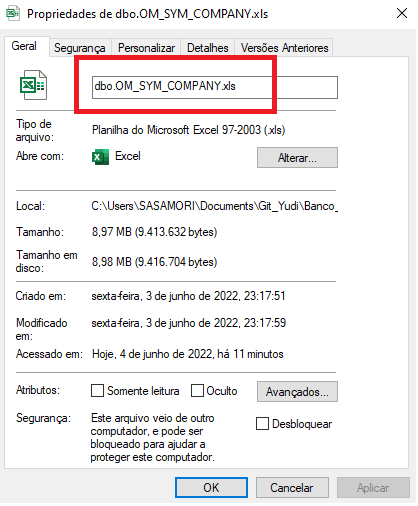 Propriedades de dbo.OM_SYM_COMPANY.xls
Geral Segurança Personalizar Detalhes Versões Anteriores
dbo.OM_SYM_COMPANY.xls
Tipo de arquivo: Planilha do Microsoft Excel 97-2003 (.xls)
Abre com: Excel Alterar...
Local: C:\Users\SASAMORI\Documents\Git_Yudi\Banco_
Tamanho: 8,97 MB (9.413.632 bytes)
Tamanho em disco: 8,98 MB (9.416.704 bytes)
Criado em: sexta-feira, 3 de junho de 2022, 23:17:51
Modificado em: sexta-feira, 3 de junho de 2022, 23:17:59
Acessado em: Hoje, 4 de junho de 2022, há 11 minutos
Atributos: Somente leitura Oculto Avançados...
Segurança: Este arquivo veio de outro
computador, e pode ser
bloqueado para ajudar a
proteger este computador.
Desbloquear
OK Cancelar Aplicar